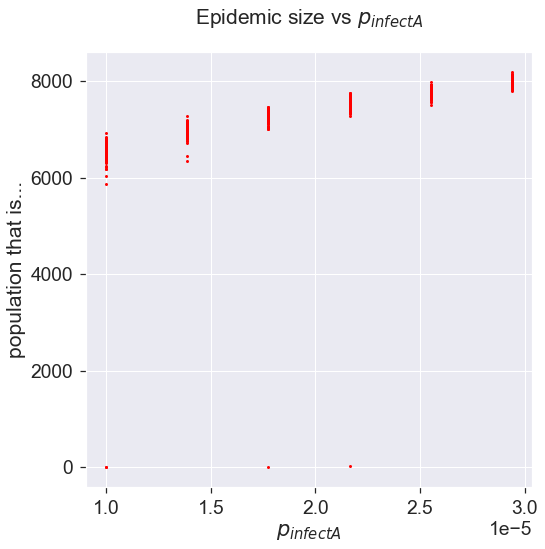 Epidemic size vs p_infectA
population that is...
8000
6000
4000
2000
0
1.0 1.5 2.0 2.5 3.0
p_infectA
1e−5